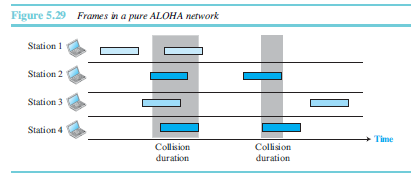 Figure 5.29 Frames in a pure ALOHA network
Station 1
Station 2
Station 3
Station 4
Time
Collision
duration
Collision
duration